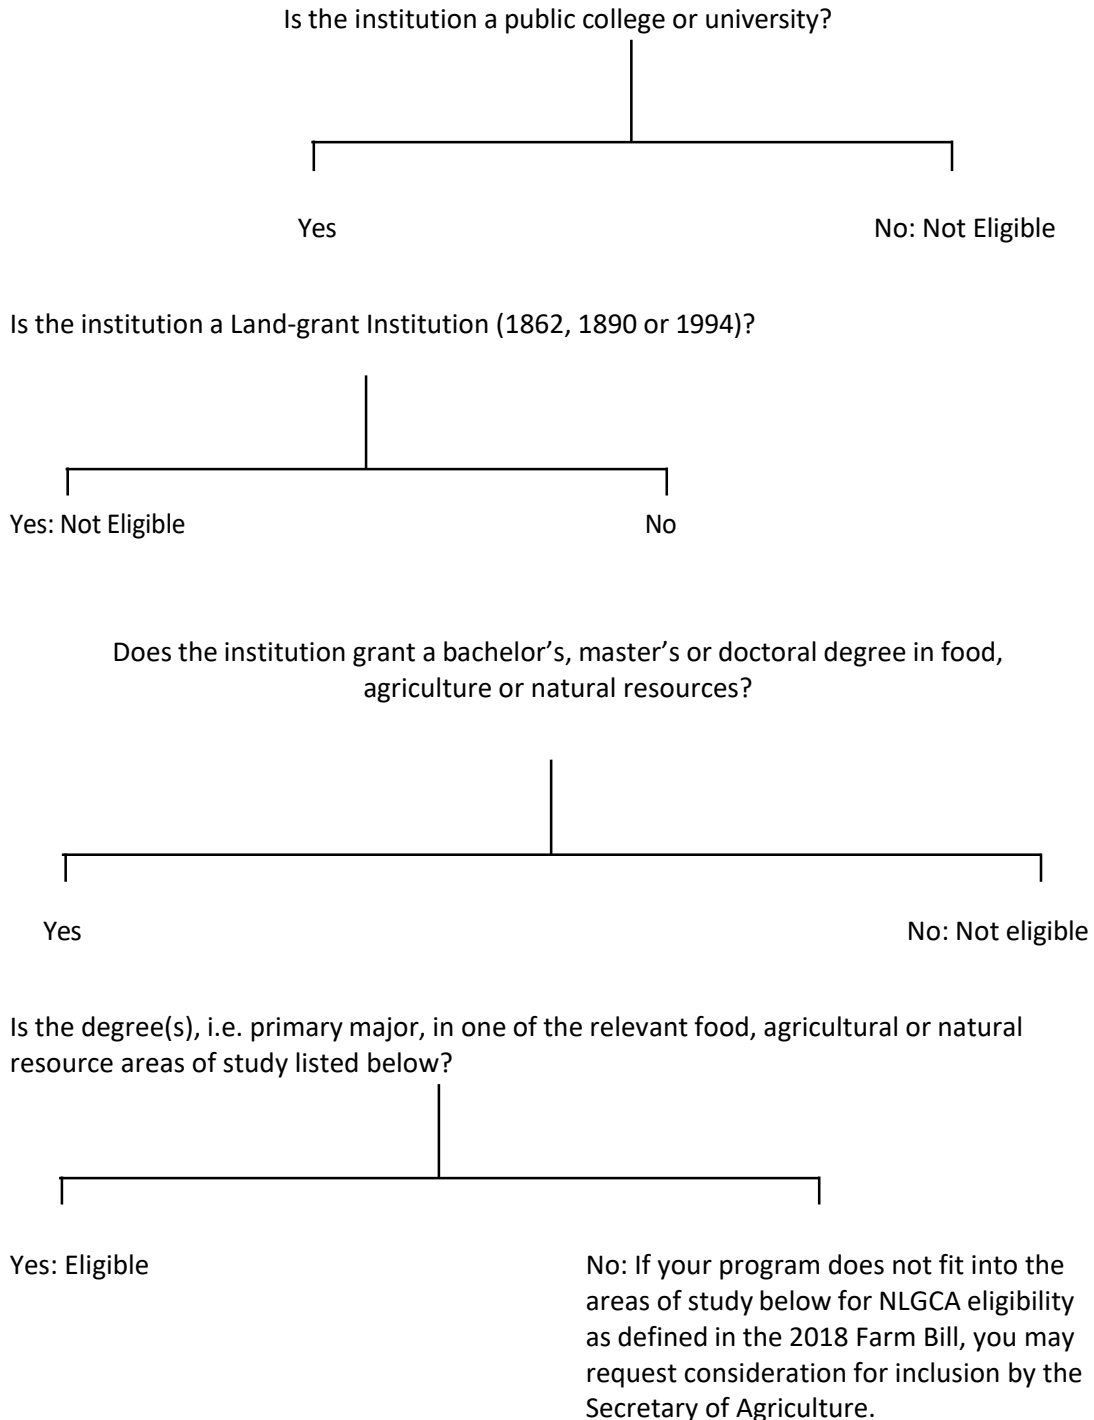 Is the institution a public college or university?
Yes
No: Not Eligible
Is the institution a Land-grant Institution (1862, 1890 or 1994)?
Yes: Not Eligible
No
Does the institution grant a bachelor’s, master’s or doctoral degree in food,
agriculture or natural resources?
Yes
No: Not eligible
Is the degree(s), i.e. primary major, in one of the relevant food, agricultural or natural
resource areas of study listed below?
Yes: Eligible
No: If your program does not fit into the
areas of study below for NLGCA eligibility
as defined in the 2018 Farm Bill, you may
request consideration for inclusion by the
Secretary of Agriculture.